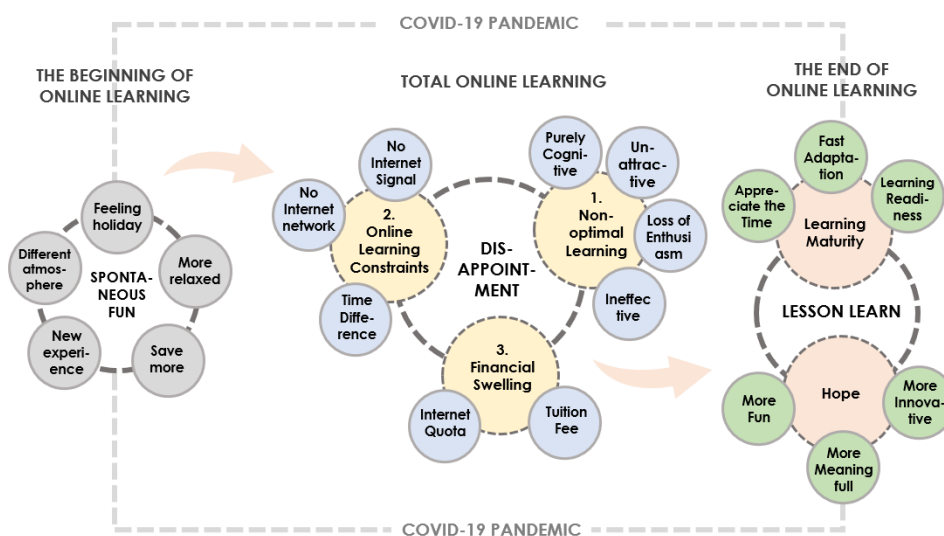 COVID-19 PANDEMIC
THE BEGINNING OF
ONLINE LEARNING
Feeling
holiday
Different
atmos-
phere
More
relaxed
SPONTA-
NEOUS
FUN
New
experi-
ence
Save
more
TOTAL ONLINE LEARNING
No
Internet
Signal
No
Internet
network
2.
Online
Learning
Constraints
Time
Diffe-
rence
Purely
Cogni-
tive
Un-
attrac-
tive
1.
Non-
optimal
Learning
Loss of
Enthusi
asm
Ineffec
tive
DIS-
APPOINT-
MENT
3.
Financial
Swelling
Internet
Quota
Tuition
Fee
THE END OF
ONLINE LEARNING
Fast
Adapta-
tion
Appre-
ciate the
Time
Learning
Readi-
ness
Learning
Maturity
LESSON LEARN
Hope
More
Fun
More
Innova-
tive
More
Meaning
full
COVID-19 PANDEMIC